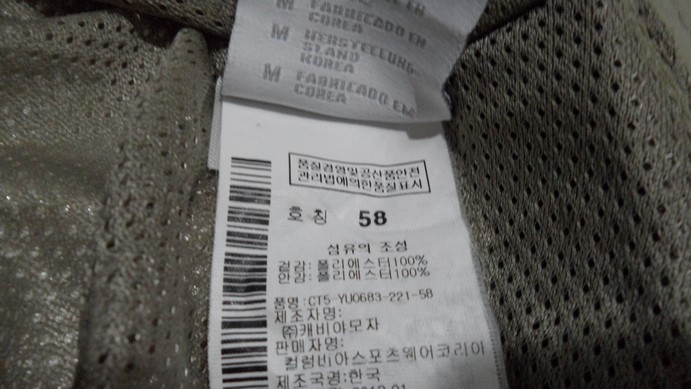 M FABRICADO EN
COREA
M HERSTELLUNG
SLAND
KOREA
M FABRICADO EM
COREA
품질경영및공산품안전
관리법에의한품질표시
호 칭 58
섬유의 조성
겉감: 폴리에스터100%
안감: 폴리에스터100%
품명 :CT5-YU0683-221-58
제조자명:
㈜캐비아모자
판매자명:
컬럼비아스포츠웨어코리아
제조국명:한국